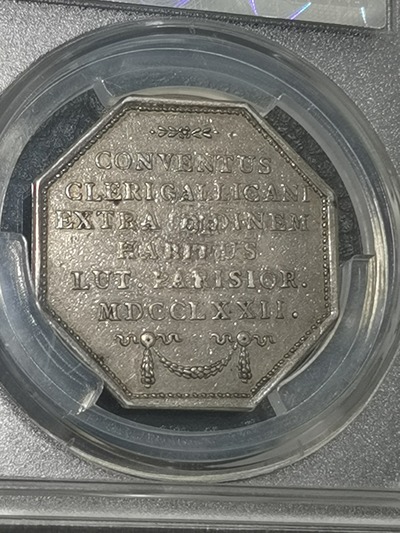 CONVENTUS
CLERI.GALLICANI
EXTRA ORDINEM
HABITUS
LUT. PARISIOR.
MDCCLXXII.